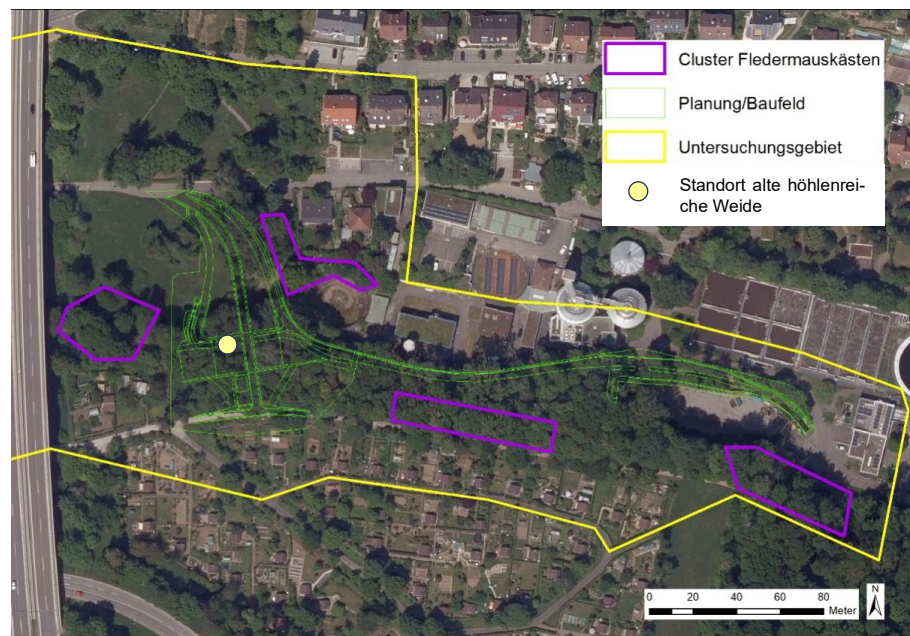 Cluster Fledermauskästen
Planung/Baufeld
Untersuchungsgebiet
Standort alte höhlenrei-
che Weide
N
0 20 40 60 80
Meter